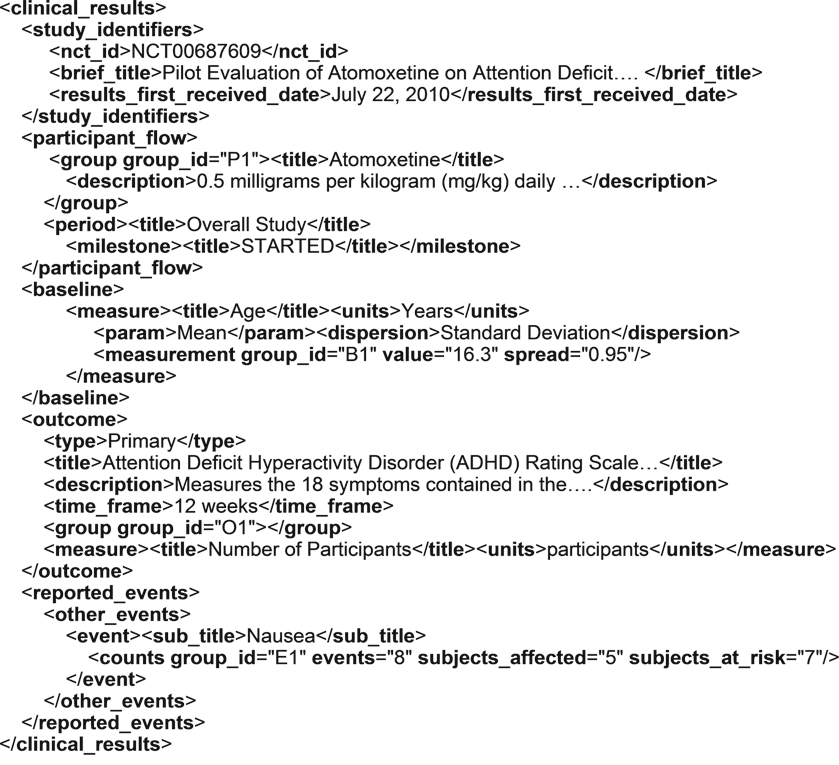 <clinical_results>
<study_identifiers>
<nct_id>NCT00687609</nct_id>
<brief_title>Pilot Evaluation of Atomoxetine on Attention Deficit…. </brief_title>
<results_first_received_date>July 22, 2010</results_first_received_date>
</study_identifiers>
<participant_flow>
<group group_id="P1"><title>Atomoxetine</title>
<description>0.5 milligrams per kilogram (mg/kg) daily …</description>
</group>
<period><title>Overall Study</title>
<milestone><title>STARTED</title></milestone>
</participant_flow>
<baseline>
<measure><title>Age</title><units>Years</units>
<param>Mean</param><dispersion>Standard Deviation</dispersion>
<measurement group_id="B1" value="16.3" spread="0.95"/>
</measure>
</baseline>
<outcome>
<type>Primary</type>
<title>Attention Deficit Hyperactivity Disorder (ADHD) Rating Scale…</title>
<description>Measures the 18 symptoms contained in the….</description>
<time_frame>12 weeks</time_frame>
<group group_id="O1"></group>
<measure><title>Number of Participants</title><units>participants</units></measure>
</outcome>
<reported_events>
<other_events>
<event><sub_title>Nausea</sub_title>
<counts group_id="E1" events="8" subjects_affected="5" subjects_at_risk="7"/>
</event>
</other_events>
</reported_events>
</clinical_results>